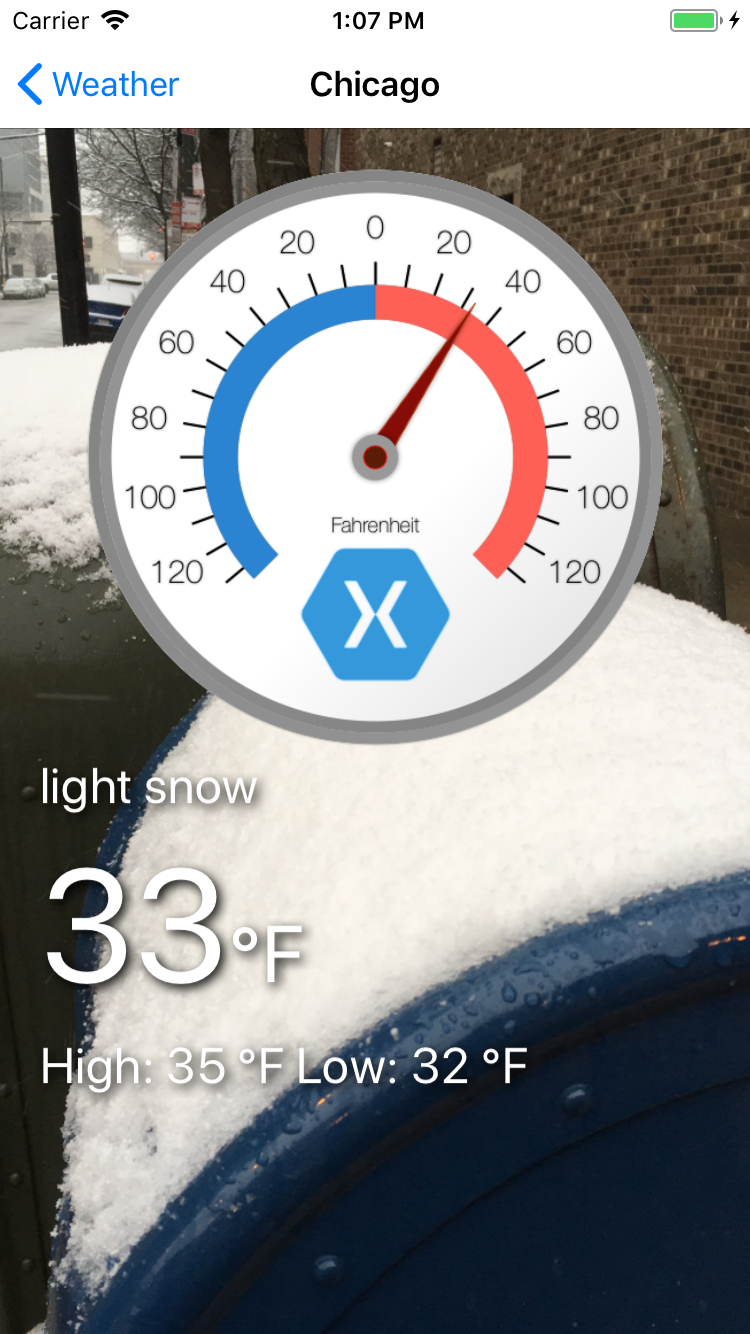 Carrier 1:07 PM
Weather Chicago
0
20 20
40 40
60 60
80 80
100 100
120 120
Fahrenheit
X
light snow
33°F
High: 35 °F Low: 32 °F